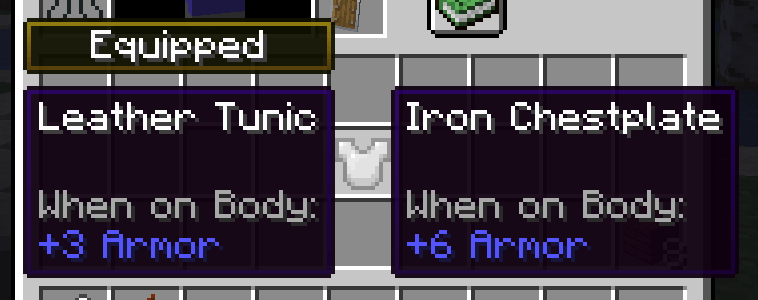 Equipped
Leather Tunic
When on Body:
+3 Armor
Iron Chestplate
When on Body:
+6 Armor